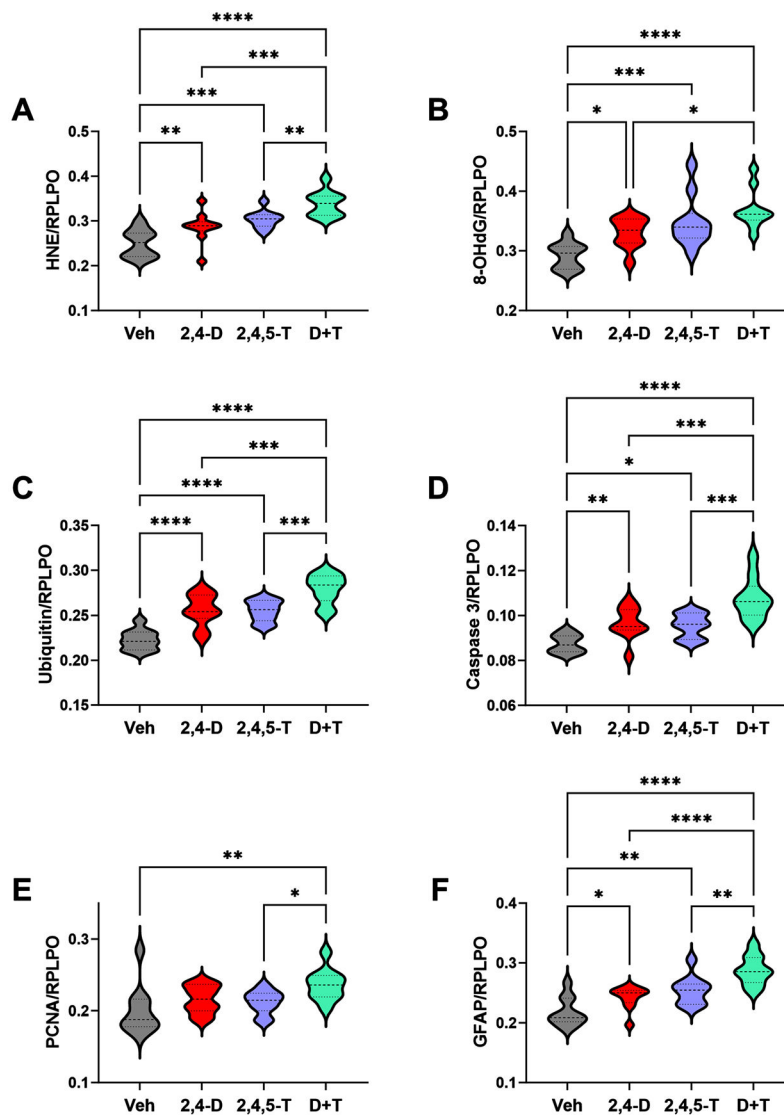 ****
***
***
**
**
A
HNE/RPLPO
0.5
0.4
0.3
0.2
0.1
Veh 2,4-D 2,4,5-T D+T
****
***
*
*
B
8-OHdG/RPLPO
0.5
0.4
0.3
0.2
Veh 2,4-D 2,4,5-T D+T
****
***
****
****
***
C
Ubiquitin/RPLPO
0.35
0.30
0.25
0.20
0.15
Veh 2,4-D 2,4,5-T D+T
****
***
*
**
***
D
Caspase 3/RPLPO
0.14
0.12
0.10
0.08
0.06
Veh 2,4-D 2,4,5-T D+T
**
*
E
PCNA/RPLPO
0.3
0.2
0.1
Veh 2,4-D 2,4,5-T D+T
****
****
**
*
**
F
GFAP/RPLPO
0.4
0.3
0.2
0.1
Veh 2,4-D 2,4,5-T D+T